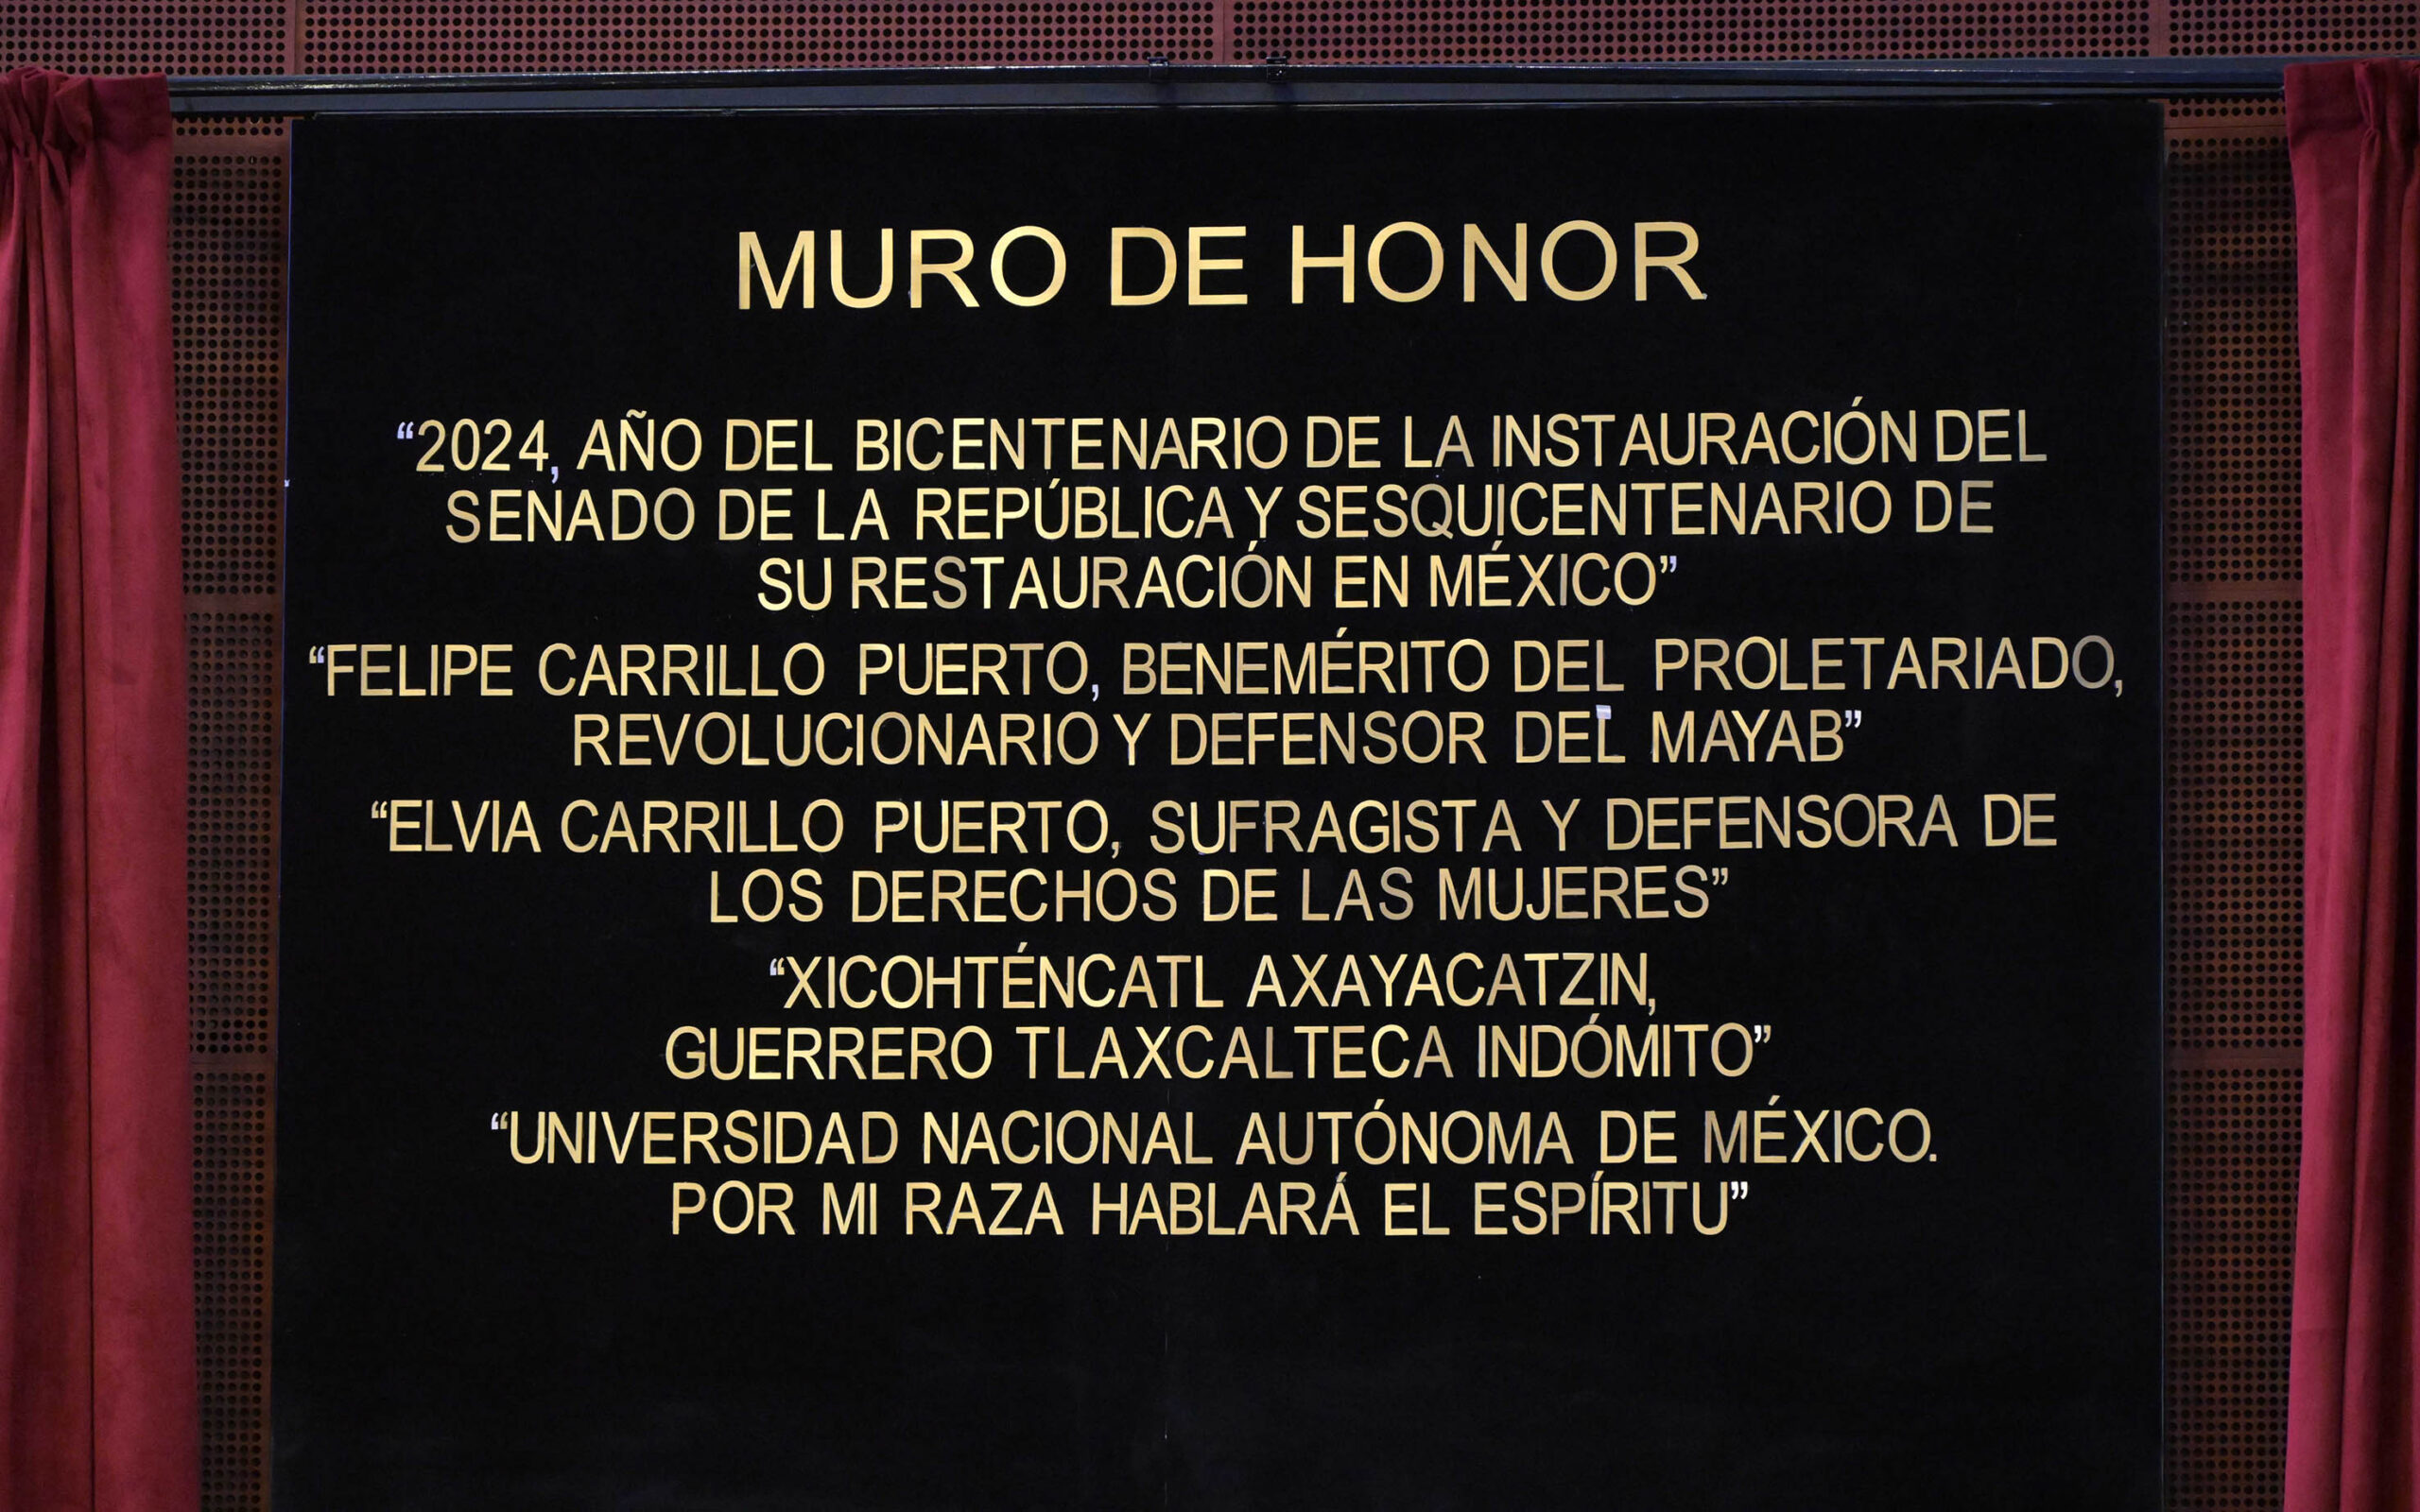 MURO DE HONOR
“2024, AÑO DEL BICENTENARIO DE LA INSTAURACIÓN DEL
SENADO DE LA REPÚBLICA Y SESQUICENTENARIO DE
SU RESTAURACIÓN EN MÉXICO”
“FELIPE CARRILLO PUERTO, BENEMÉRITO DEL PROLETARIADO,
REVOLUCIONARIO Y DEFENSOR DEL MAYAB”
“ELVIA CARRILLO PUERTO, SUFRAGISTA Y DEFENSORA DE
LOS DERECHOS DE LAS MUJERES”
“XICOHTÉNCATL AXAYACATZIN,
GUERRERO TLAXCALTECA INDÓMITO”
“UNIVERSIDAD NACIONAL AUTÓNOMA DE MÉXICO.
POR MI RAZA HABLARÁ EL ESPÍRITU”